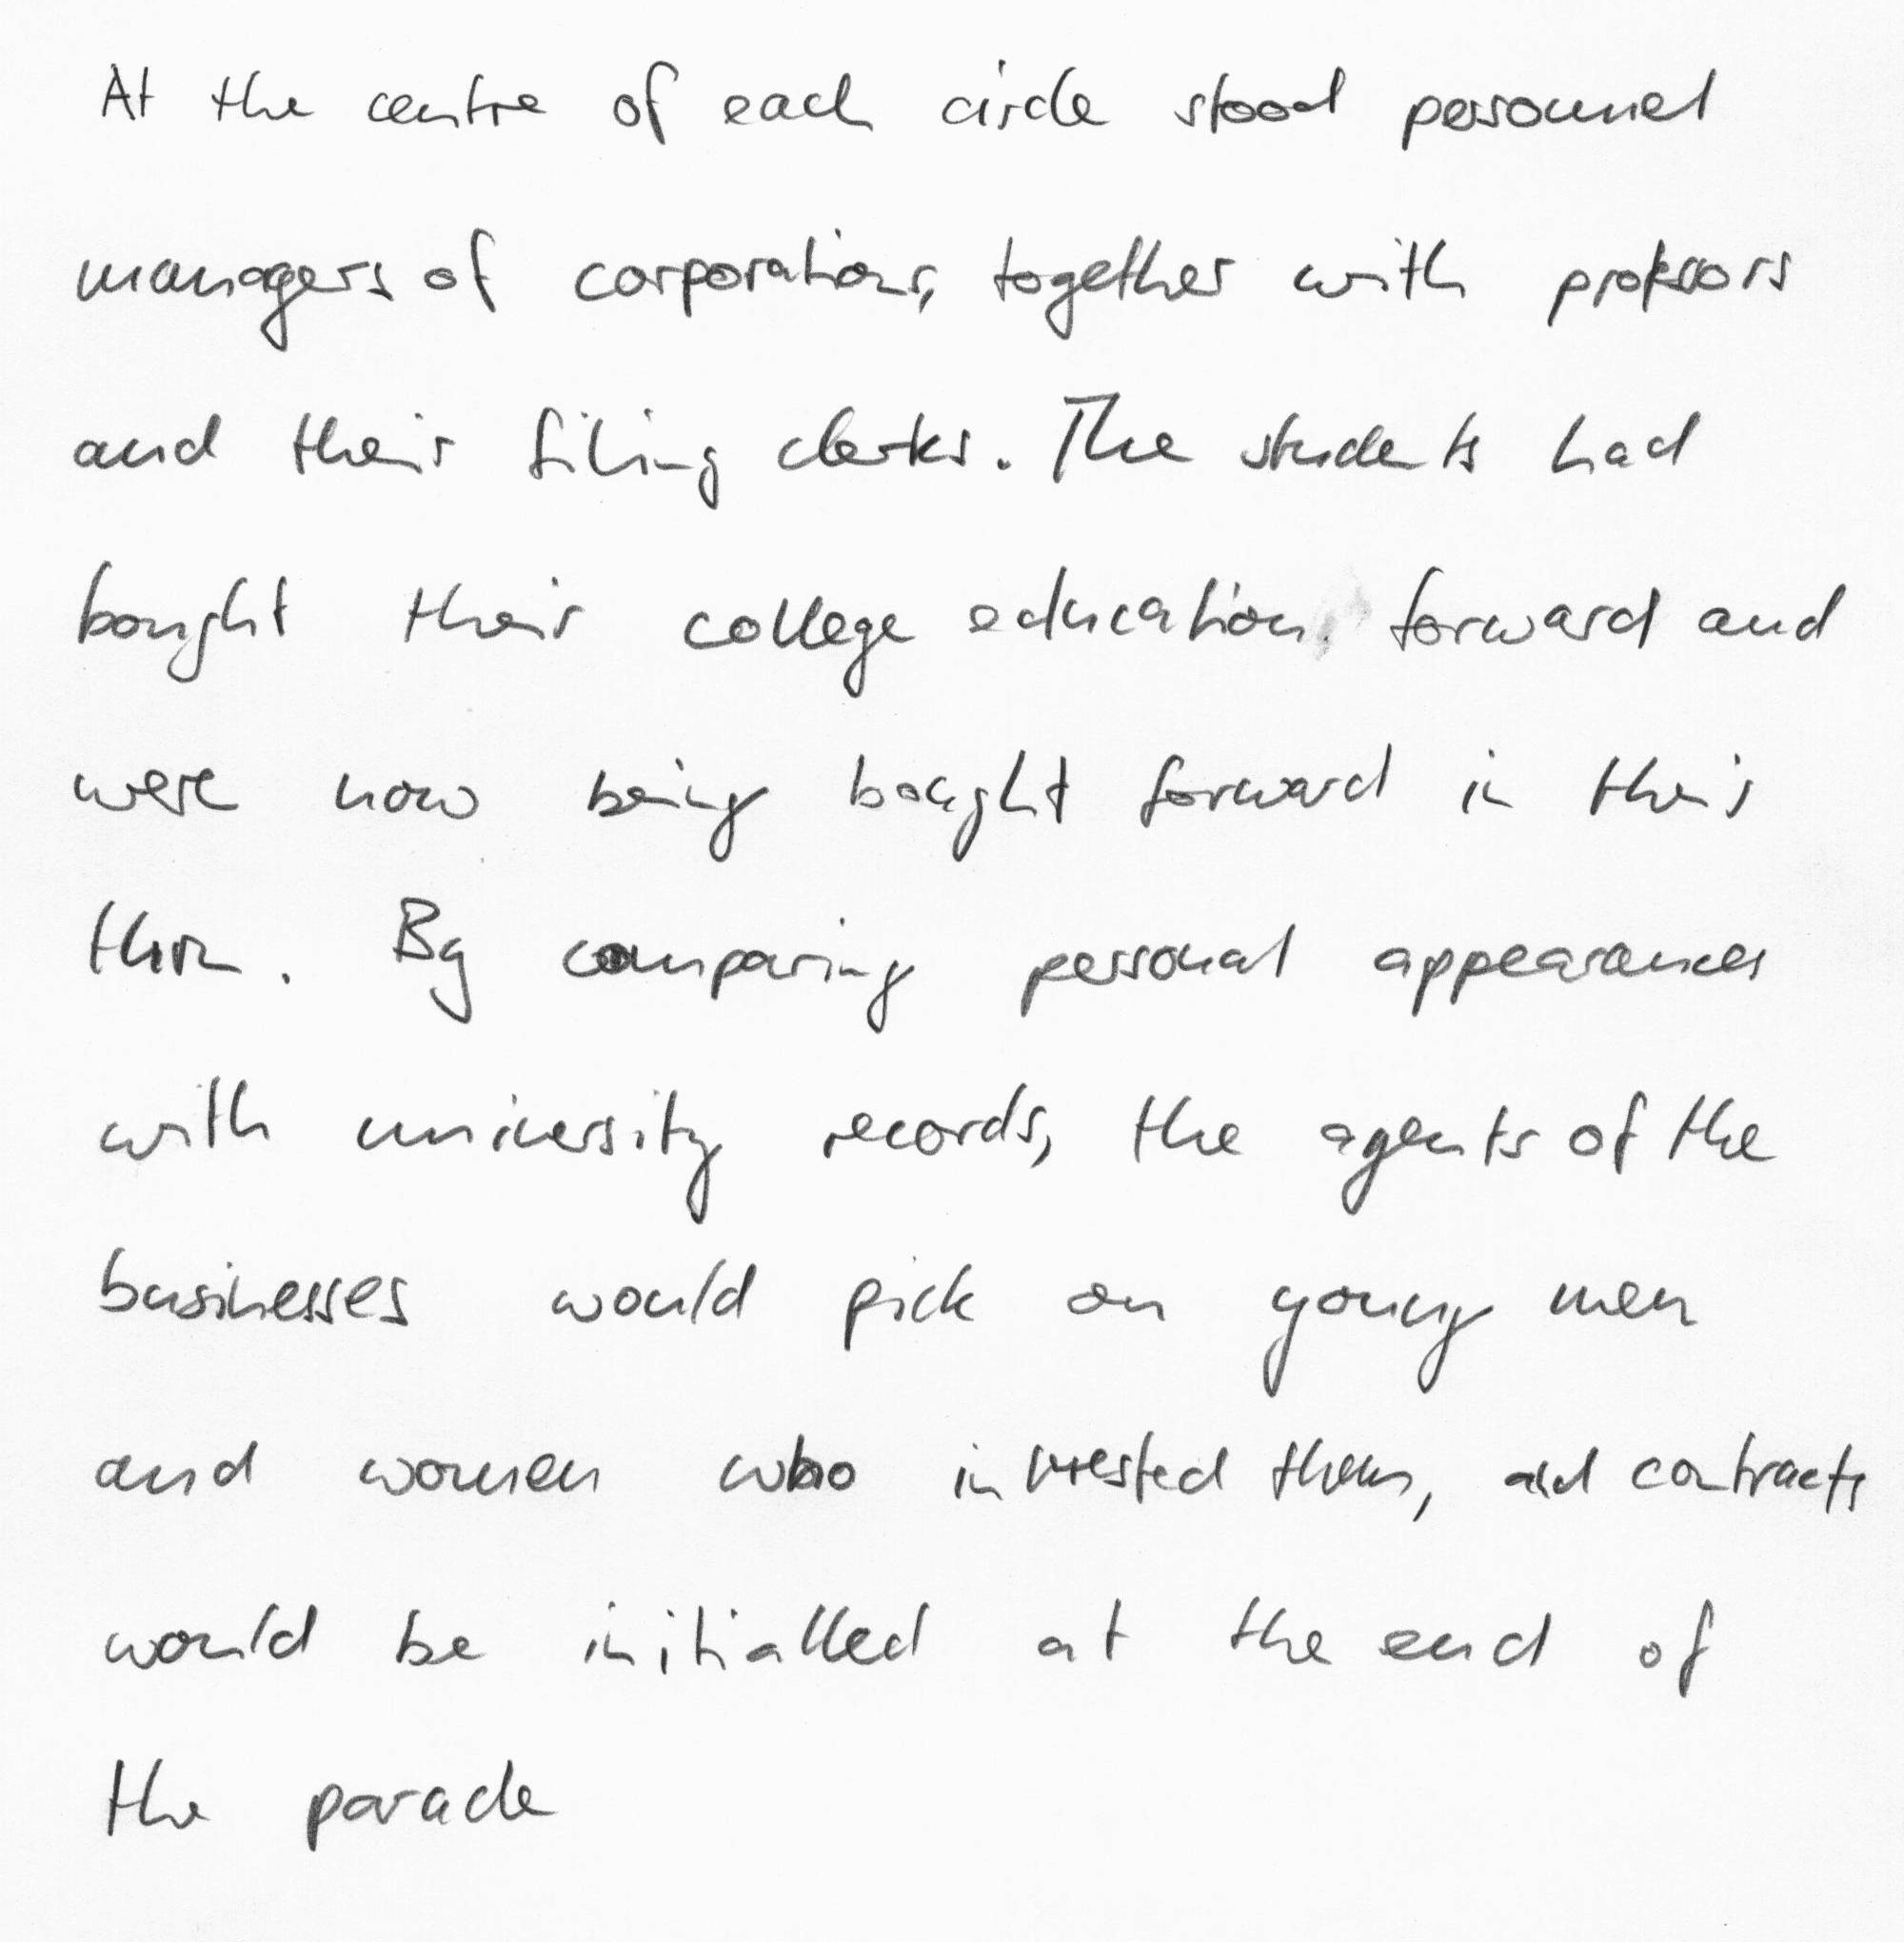 At the centre of each circle stood personnel
managers of corporations, together with professors
and their filing clerks. The students had
bought their college education forward and
were now being bought forward in their
turn. By comparing personal appearances
with university records, the agents of the
businesses would pick on young men
and women who interested them, and contracts
would be initialled at the end of
the parade